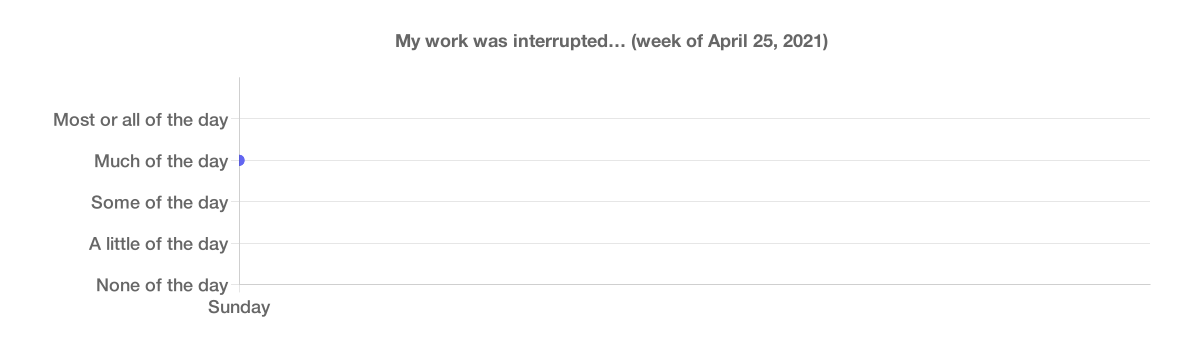 My work was interrupted... (week of April 25, 2021)
Most or all of the day
Much of the day
Some of the day
A little of the day
None of the day
Sunday